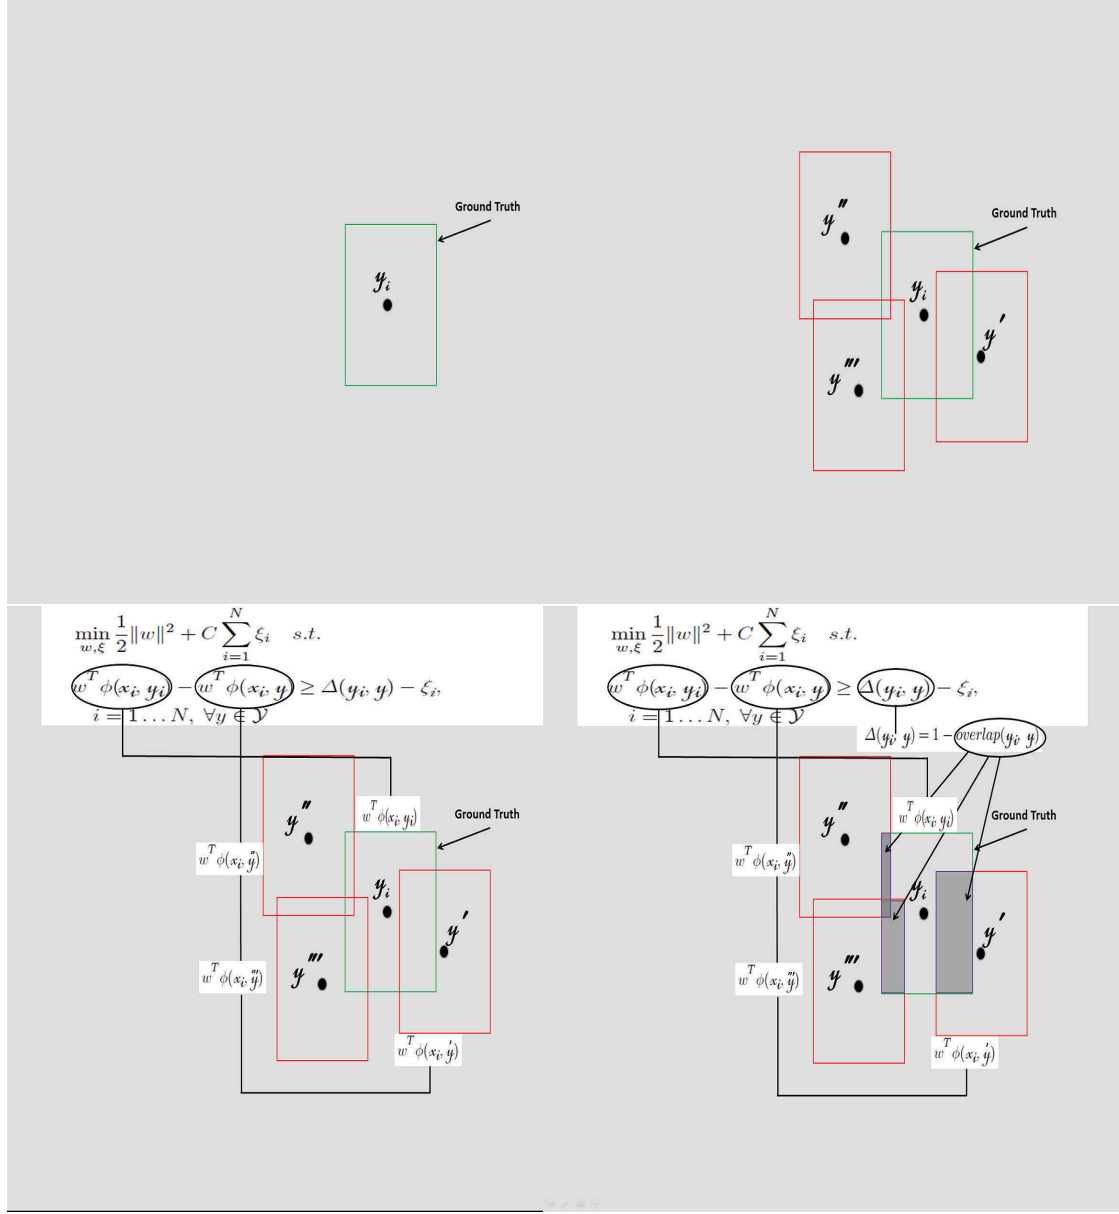 Ground Truth
y_i
y''
Ground Truth
y_i
y'
y'''
min_{w,ξ} 1/2 ‖w‖² + C ∑_{i=1}^{N} ξ_i s.t.
w^T ϕ(x_i, y_i) − w^T ϕ(x_i, y) ≥ Δ(y_i, y) − ξ_i,
i = 1 … N, ∀y ∈ 𝒴
w^T ϕ(x_i, y_i)
Ground Truth
y''
w^T ϕ(x_i, y'')
y_i
y'
y'''
w^T ϕ(x_i, y''')
w^T ϕ(x_i, y')
min_{w,ξ} 1/2 ‖w‖² + C ∑_{i=1}^{N} ξ_i s.t.
w^T ϕ(x_i, y_i) − w^T ϕ(x_i, y) ≥ Δ(y_i, y) − ξ_i,
i = 1 … N, ∀y ∈ 𝒴
Δ(y_i, y) = 1 − overlap(y_i, y)
w^T ϕ(x_i, y_i)
Ground Truth
y''
w^T ϕ(x_i, y'')
y_i
y'
y'''
w^T ϕ(x_i, y''')
w^T ϕ(x_i, y')